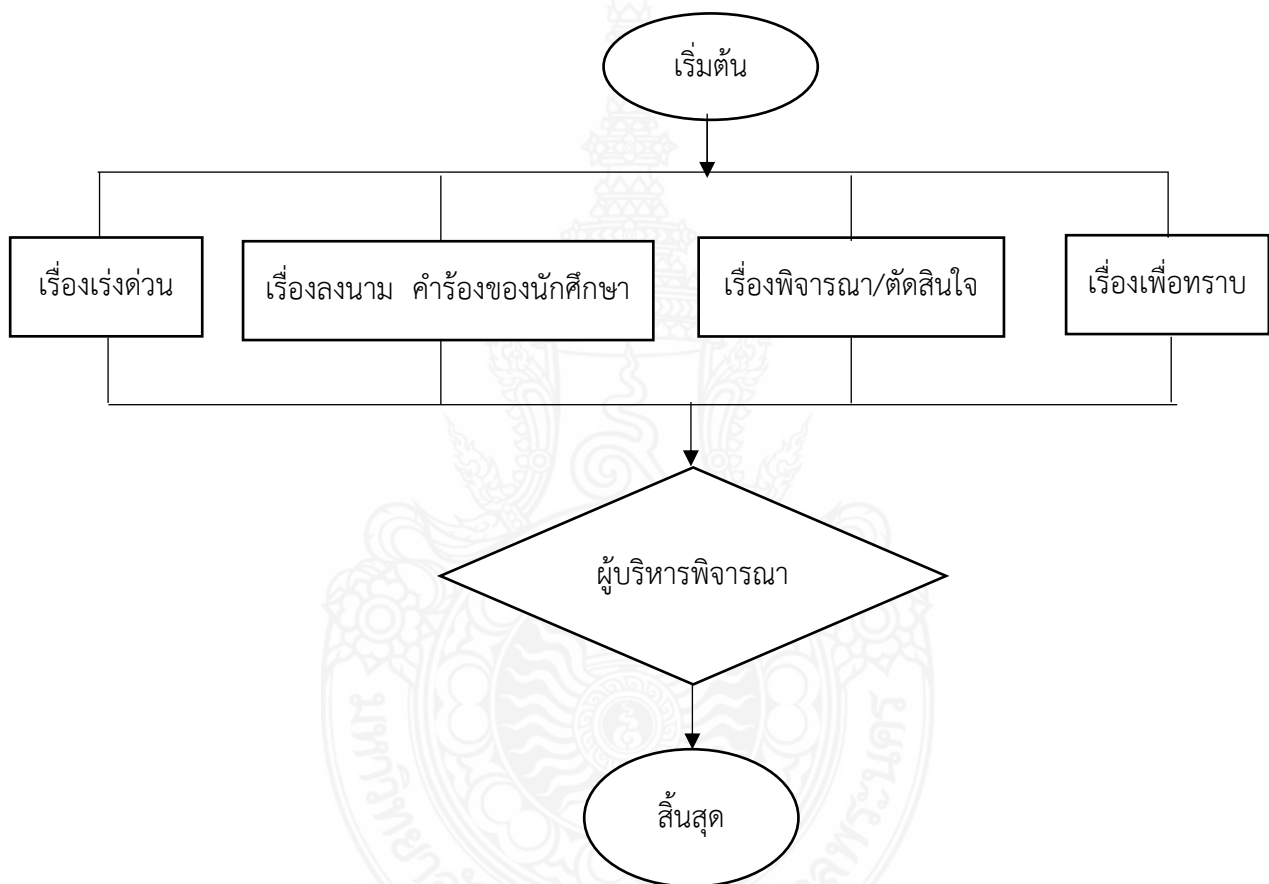 เริ่มต้น
เรื่องเร่งด่วน
เรื่องลงนาม คำร้องของนักศึกษา
เรื่องพิจารณา/ตัดสินใจ
เรื่องเพื่อทราบ
ผู้บริหารพิจารณา
สิ้นสุด